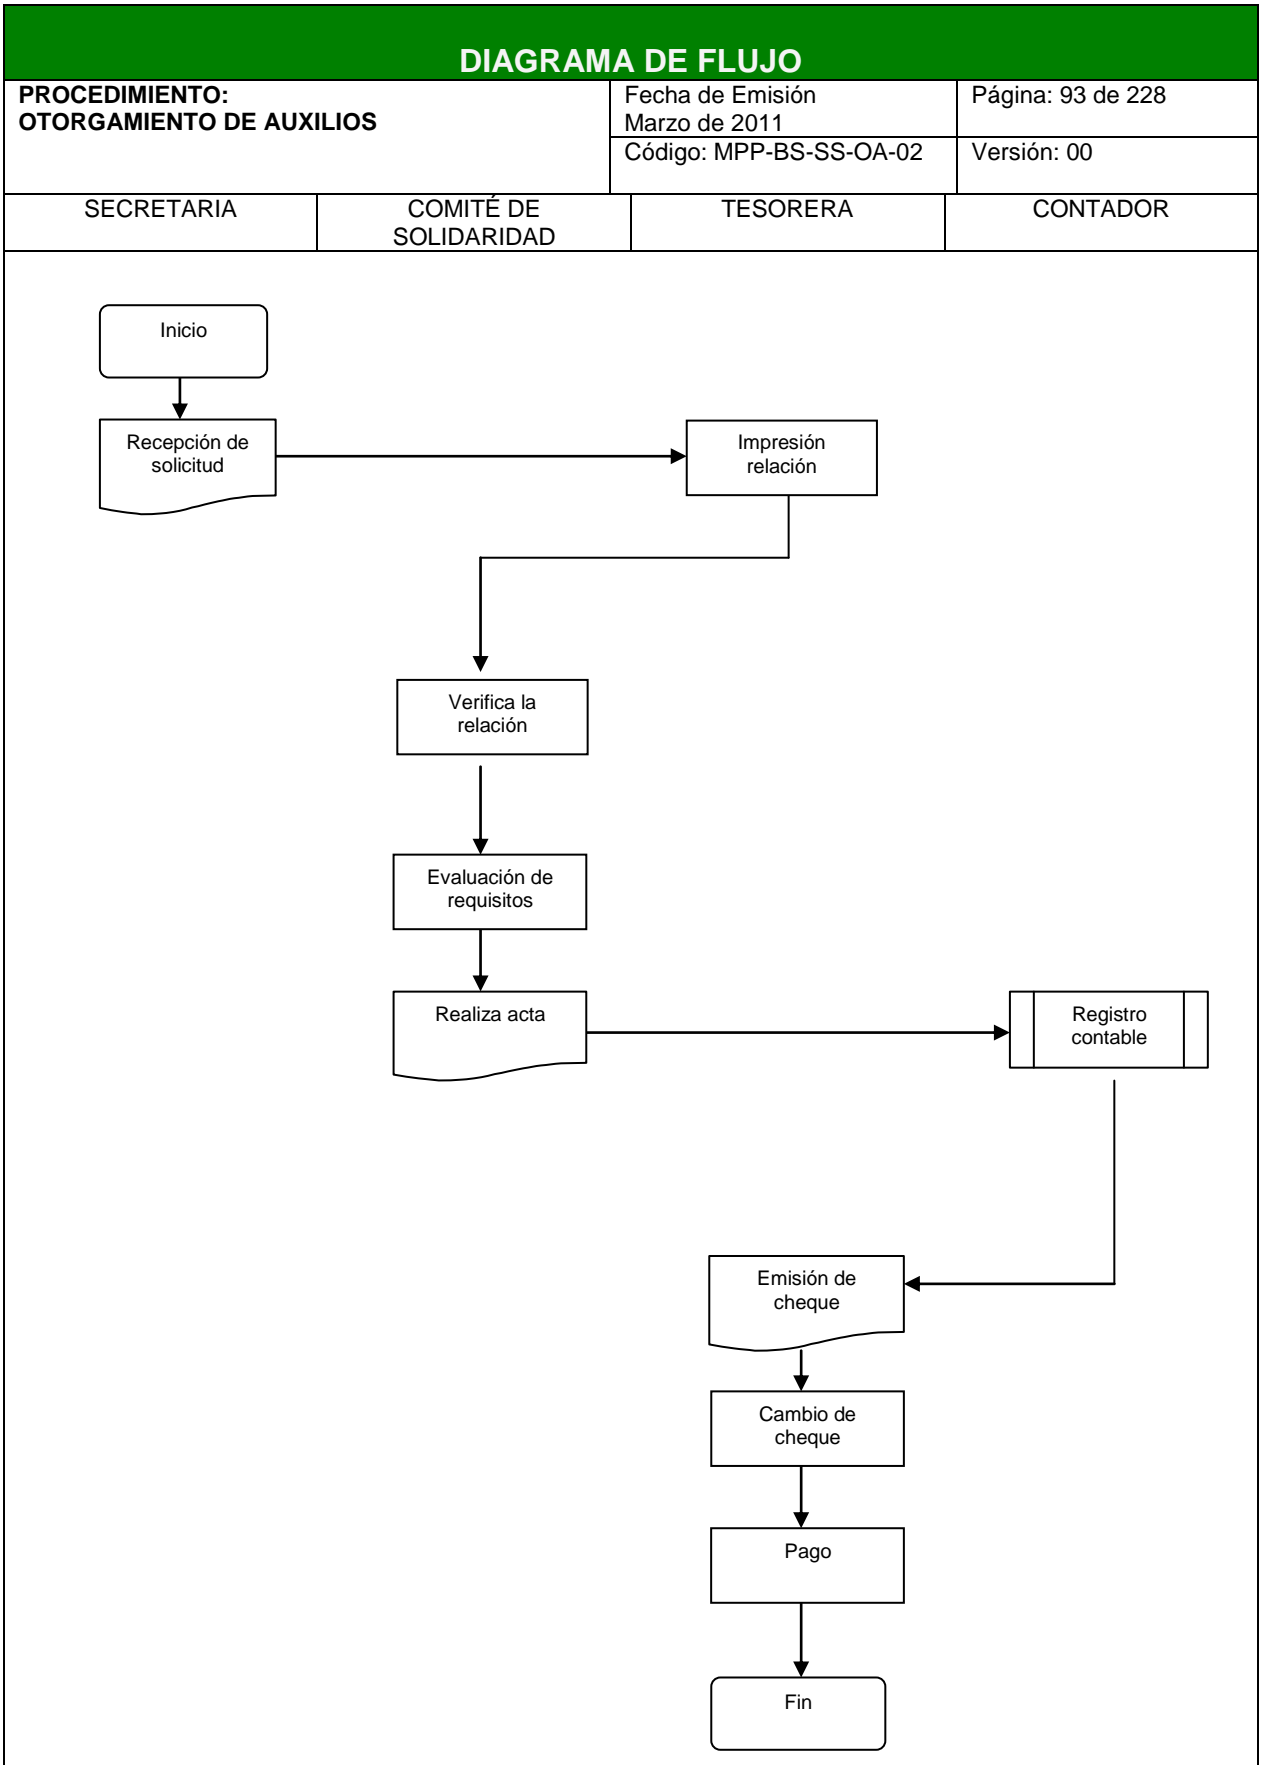 DIAGRAMA DE FLUJO
PROCEDIMIENTO:
OTORGAMIENTO DE AUXILIOS
Fecha de Emisión
Marzo de 2011
Página: 93 de 228
Código: MPP-BS-SS-OA-02
Versión: 00
SECRETARIA
COMITÉ DE
SOLIDARIDAD
TESORERA
CONTADOR
Inicio
Recepción de
solicitud
Impresión
relación
Verifica la
relación
Evaluación de
requisitos
Realiza acta
Registro
contable
Emisión de
cheque
Cambio de
cheque
Pago
Fin